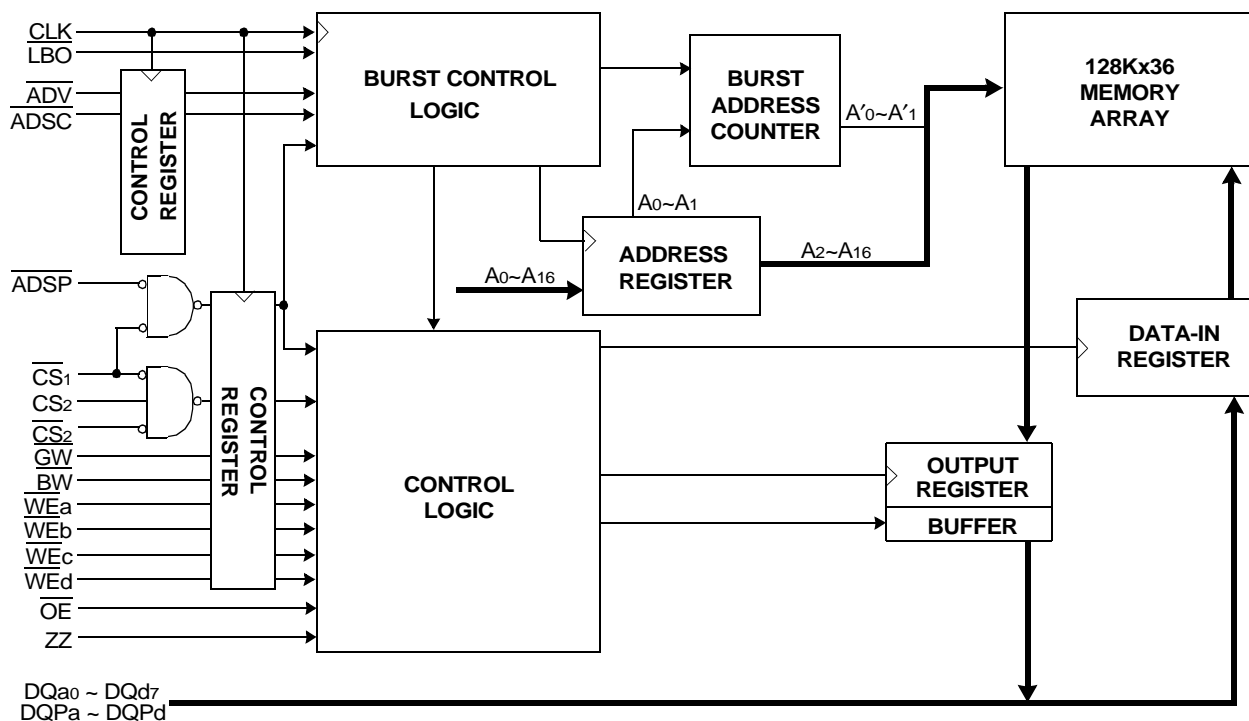 CLK
LBO
ADV
ADSC
CONTROL
REGISTER
BURST CONTROL
LOGIC
BURST
ADDRESS
COUNTER
A′0~A′1
128Kx36
MEMORY
ARRAY
A0~A1
ADDRESS
REGISTER
A0~A16
A2~A16
ADSP
CS1
CS2
CS2
GW
BW
WEa
WEb
WEc
WEd
OE
ZZ
CONTROL
REGISTER
CONTROL
LOGIC
DATA-IN
REGISTER
OUTPUT
REGISTER
BUFFER
DQa0 ~ DQd7
DQPa ~ DQPd